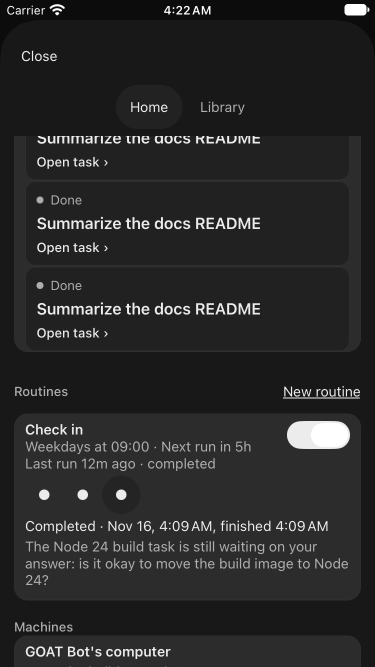 Carrier
4:22 AM
Close
Home
Library
Summarize the docs README
Open task ›
Done
Summarize the docs README
Open task ›
Done
Summarize the docs README
Open task ›
Routines
New routine
Check in
Weekdays at 09:00 · Next run in 5h
Last run 12m ago · completed
Completed · Nov 16, 4:09 AM, finished 4:09 AM
The Node 24 build task is still waiting on your
answer: is it okay to move the build image to Node
24?
Machines
GOAT Bot's computer